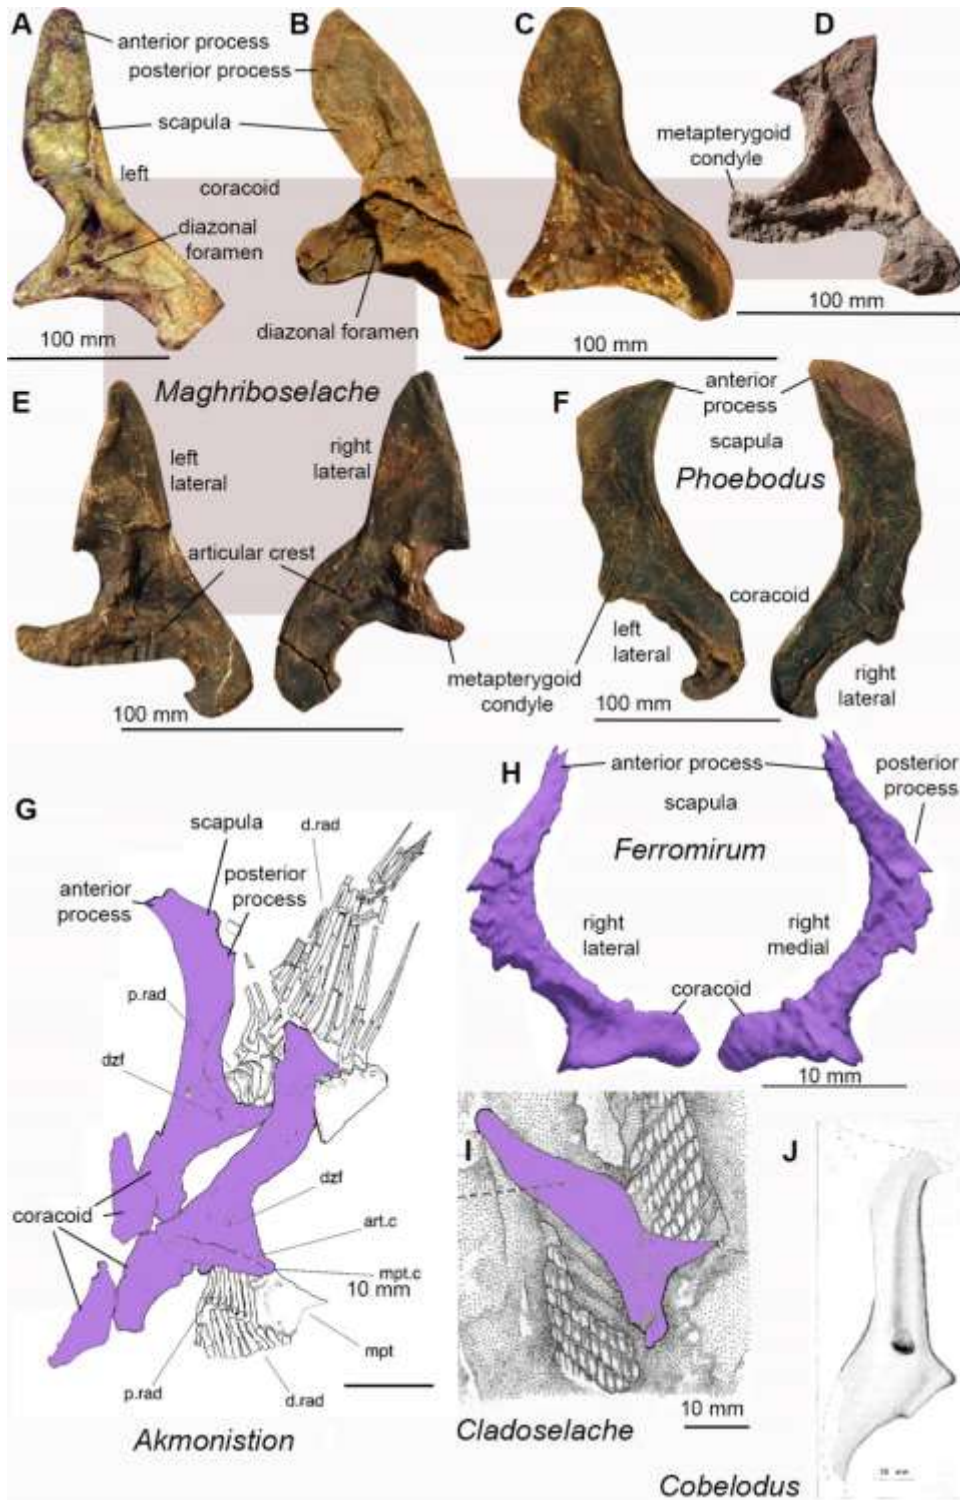 A
anterior process
B
posterior process
C
D
scapula
metapterygoid
condyle
left
coracoid
diazonal
foramen
diazonal foramen
100 mm
100 mm
100 mm
E
Maghriboselache
left
lateral
right
lateral
articular crest
metapterygoid
condyle
100 mm
F
anterior
process
scapula
Phoebodus
coracoid
left
lateral
right
lateral
100 mm
G
scapula
d.rad
anterior
process
posterior
process
p.rad
dzf
coracoid
dzf
art.c
mpt.c
10 mm
mpt
p.rad
d.rad
Akmonistion
H
anterior process
posterior
process
scapula
Ferromirum
right
lateral
right
medial
coracoid
10 mm
I
10 mm
Cladoselache
J
Cobelodus